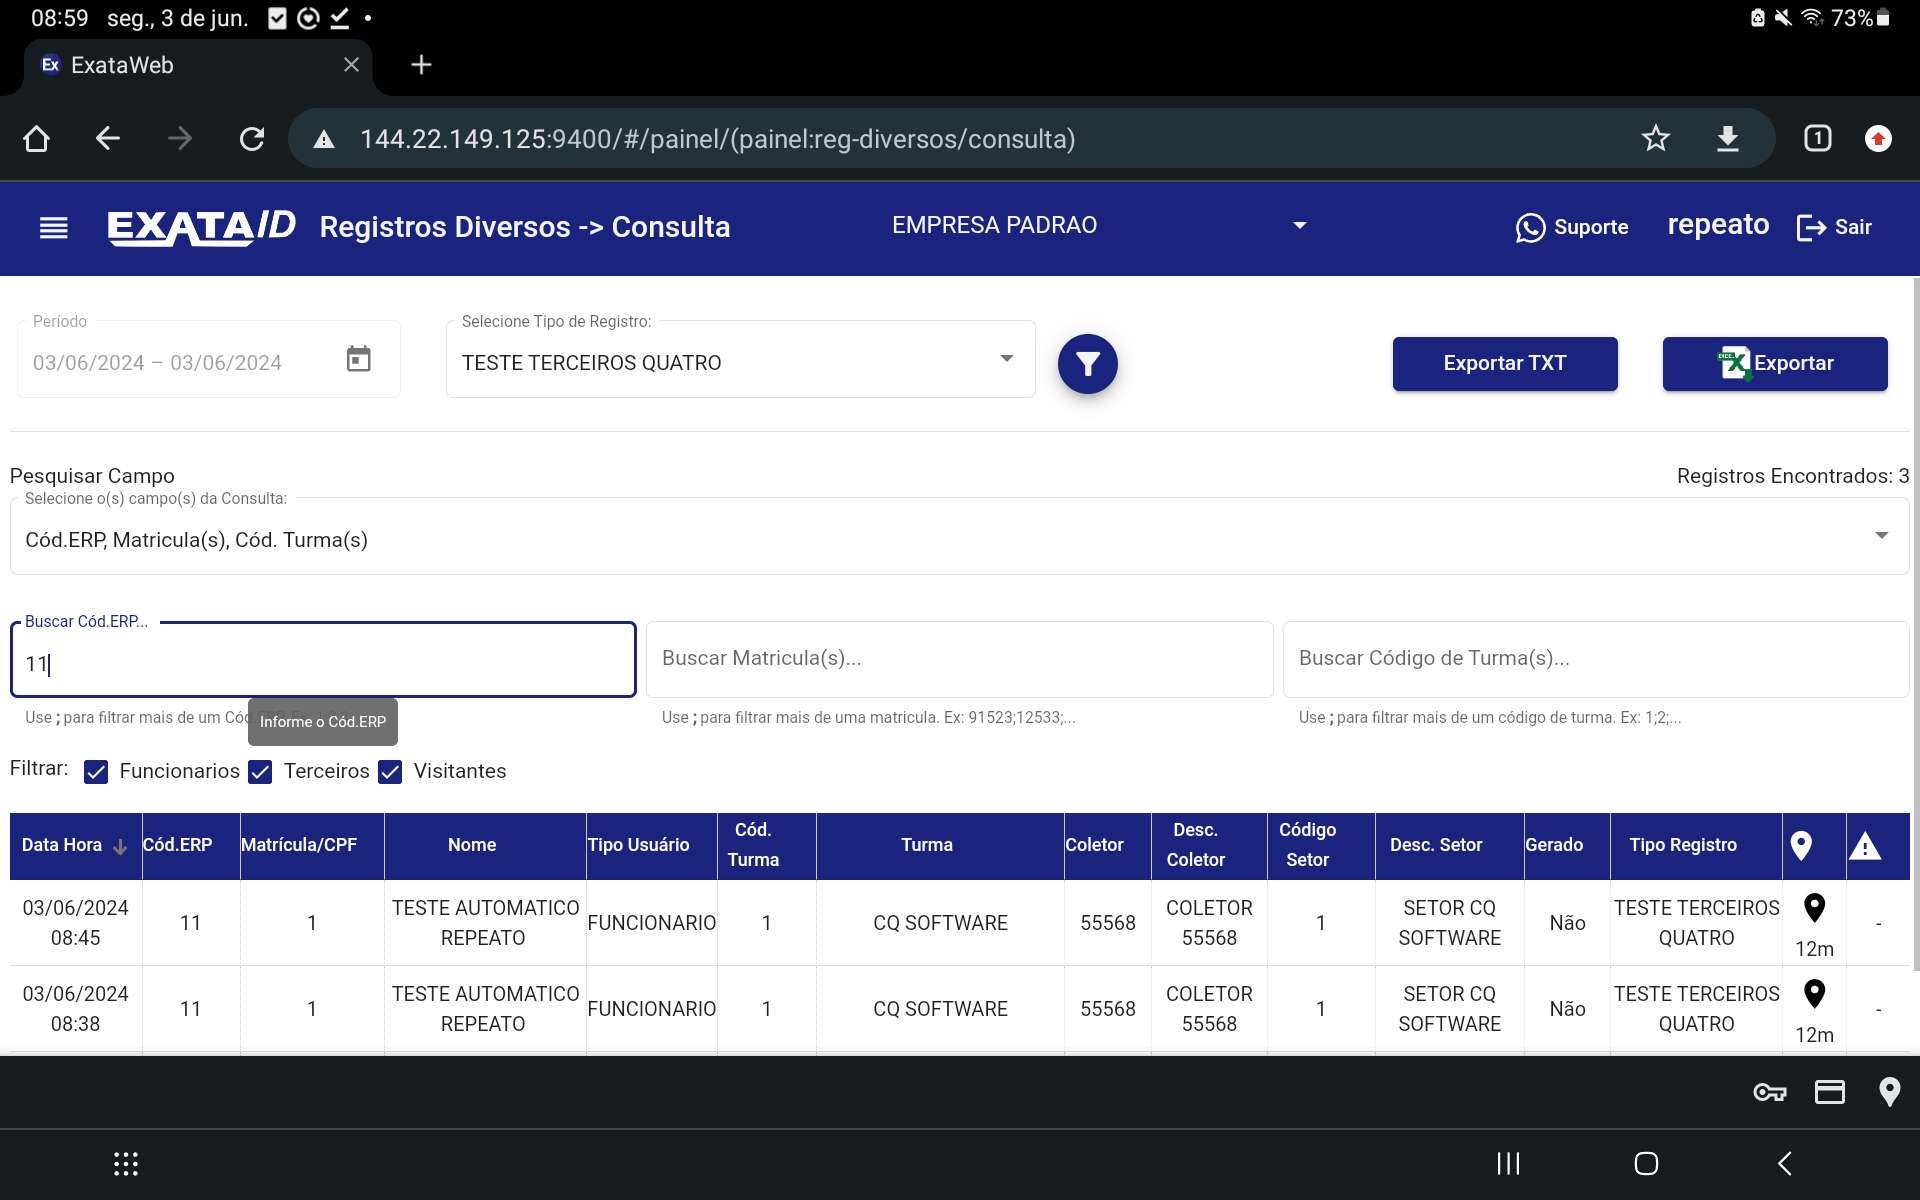 08:59 seg., 3 de jun. 73%
Ex ExataWeb
144.22.149.125:9400/#/painel/(painel:reg-diversos/consulta) 1
EXATA/D Registros Diversos -> Consulta EMPRESA PADRAO Suporte repeato Sair
Período Selecione Tipo de Registro:
03/06/2024 – 03/06/2024 TESTE TERCEIROS QUATRO Exportar TXT Exportar
Pesquisar Campo Registros Encontrados: 3
Selecione o(s) campo(s) da Consulta:
Cód.ERP, Matricula(s), Cód. Turma(s)
Buscar Cód.ERP...
11 Buscar Matricula(s)... Buscar Código de Turma(s)...
Use ; para filtrar mais de um Cód Informe o Cód.ERP Use ; para filtrar mais de uma matricula. Ex: 91523;12533;... Use ; para filtrar mais de um código de turma. Ex: 1;2;...
Filtrar: Funcionarios Terceiros Visitantes
Data Hora Cód.ERP Matrícula/CPF Nome Tipo Usuário Cód. Turma Turma Coletor Desc. Coletor Código Setor Desc. Setor Gerado Tipo Registro
03/06/2024 08:45 11 1 TESTE AUTOMATICO REPEATO FUNCIONARIO 1 CQ SOFTWARE 55568 COLETOR 55568 1 SETOR CQ SOFTWARE Não TESTE TERCEIROS QUATRO 12m -
03/06/2024 08:38 11 1 TESTE AUTOMATICO REPEATO FUNCIONARIO 1 CQ SOFTWARE 55568 COLETOR 55568 1 SETOR CQ SOFTWARE Não TESTE TERCEIROS QUATRO 12m -